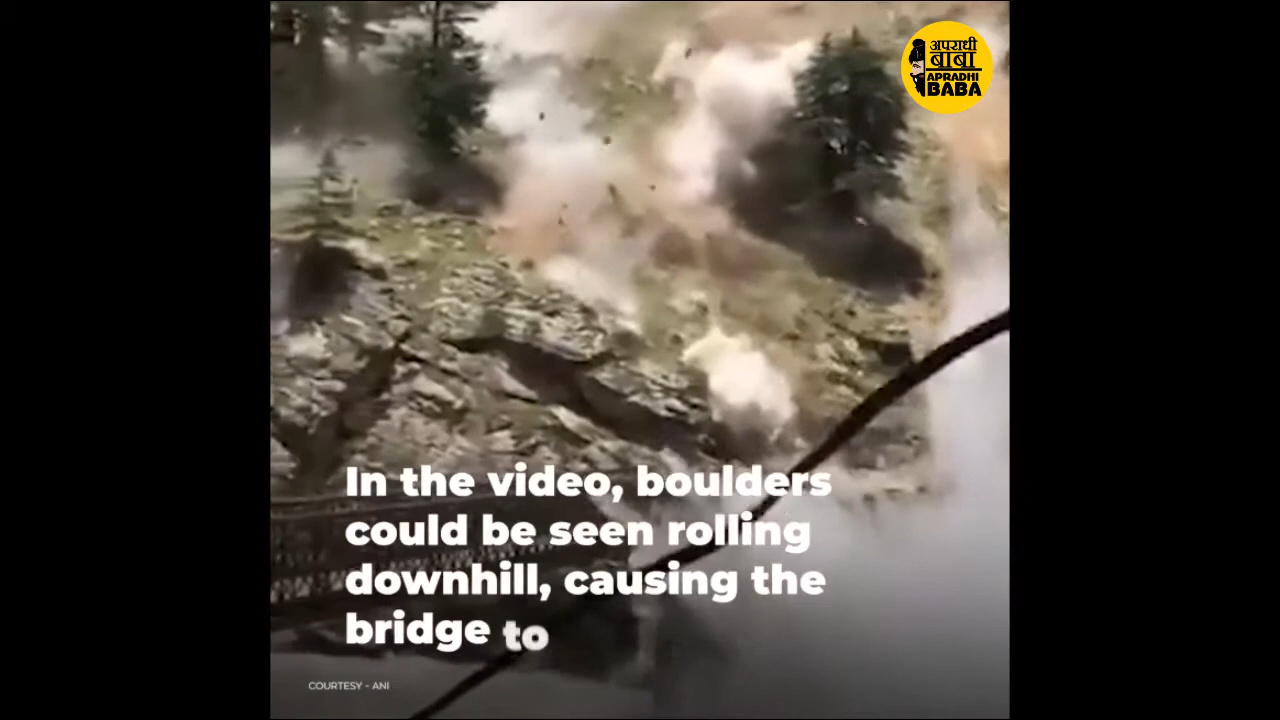 अपराधी
बाबा
APRADHI
BABA
In the video, boulders
could be seen rolling
downhill, causing the
bridge to
COURTESY - ANI